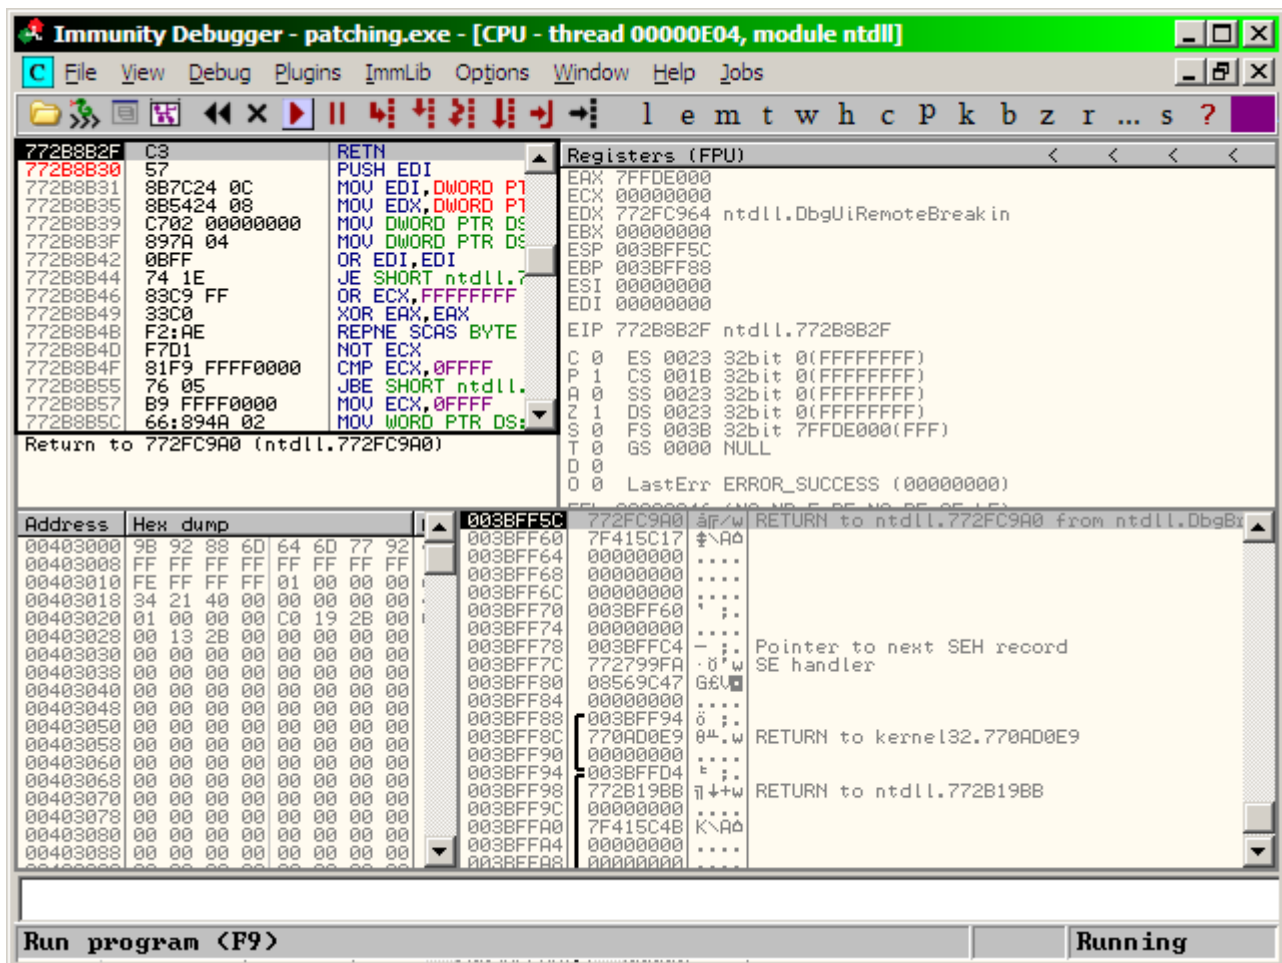 Immunity Debugger - patching.exe - [CPU - thread 00000E04, module ntdll]
C File View Debug Plugins ImmLib Options Window Help Jobs
l e m t w h c p k b z r ... s ?
772B8B2F C3 RETN
772B8B30 57 PUSH EDI
772B8B31 8B7C24 0C MOV EDI,DWORD PT
772B8B35 8B5424 08 MOV EDX,DWORD PT
772B8B39 C702 00000000 MOV DWORD PTR DS
772B8B3F 897A 04 MOV DWORD PTR DS
772B8B42 0BFF OR EDI,EDI
772B8B44 74 1E JE SHORT ntdll.7
772B8B46 83C9 FF OR ECX,FFFFFFFF
772B8B49 33C0 XOR EAX,EAX
772B8B4B F2:AE REPNE SCAS BYTE
772B8B4D F7D1 NOT ECX
772B8B4F 81F9 FFFF0000 CMP ECX,0FFFF
772B8B55 76 05 JBE SHORT ntdll.
772B8B57 B9 FFFF0000 MOV ECX,0FFFF
772B8B5C 66:894A 02 MOV WORD PTR DS:
Return to 772FC9A0 (ntdll.772FC9A0)
Registers (FPU) < < < <
EAX 7FFDE000
ECX 00000000
EDX 772FC964 ntdll.DbgUiRemoteBreakin
EBX 00000000
ESP 003BFF5C
EBP 003BFF88
ESI 00000000
EDI 00000000
EIP 772B8B2F ntdll.772B8B2F
C 0 ES 0023 32bit 0(FFFFFFFF)
P 1 CS 001B 32bit 0(FFFFFFFF)
A 0 SS 0023 32bit 0(FFFFFFFF)
Z 1 DS 0023 32bit 0(FFFFFFFF)
S 0 FS 003B 32bit 7FFDE000(FFF)
T 0 GS 0000 NULL
D 0
O 0 LastErr ERROR_SUCCESS (00000000)
Address Hex dump
00403000 9B 92 88 6D 64 6D 77 92
00403008 FF FF FF FF FF FF FF FF
00403010 FE FF FF FF 01 00 00 00
00403018 34 21 40 00 00 00 00 00
00403020 01 00 00 00 C0 19 2B 00
00403028 00 13 2B 00 00 00 00 00
00403030 00 00 00 00 00 00 00 00
00403038 00 00 00 00 00 00 00 00
00403040 00 00 00 00 00 00 00 00
00403048 00 00 00 00 00 00 00 00
00403050 00 00 00 00 00 00 00 00
00403058 00 00 00 00 00 00 00 00
00403060 00 00 00 00 00 00 00 00
00403068 00 00 00 00 00 00 00 00
00403070 00 00 00 00 00 00 00 00
00403078 00 00 00 00 00 00 00 00
00403080 00 00 00 00 00 00 00 00
00403088 00 00 00 00 00 00 00 00
003BFF5C 772FC9A0 á╔/w RETURN to ntdll.772FC9A0 from ntdll.DbgBr
003BFF60 7F415C17 ↨\A⌂
003BFF64 00000000 ....
003BFF68 00000000 ....
003BFF6C 00000000 ....
003BFF70 003BFF60 ` ;.
003BFF74 00000000 ....
003BFF78 003BFFC4 ─ ;. Pointer to next SEH record
003BFF7C 772799FA ·Ö'w SE handler
003BFF80 08569C47 G£V◘
003BFF84 00000000 ....
003BFF88 003BFF94 ö ;.
003BFF8C 770AD0E9 RETURN to kernel32.770AD0E9
003BFF90 00000000 ....
003BFF94 003BFFD4 ╘ ;.
003BFF98 772B19BB ╗↓+w RETURN to ntdll.772B19BB
003BFF9C 00000000 ....
003BFFA0 7F415C4B K\A⌂
003BFFA4 00000000 ....
003BFFA8 00000000 ....
Run program (F9) Running